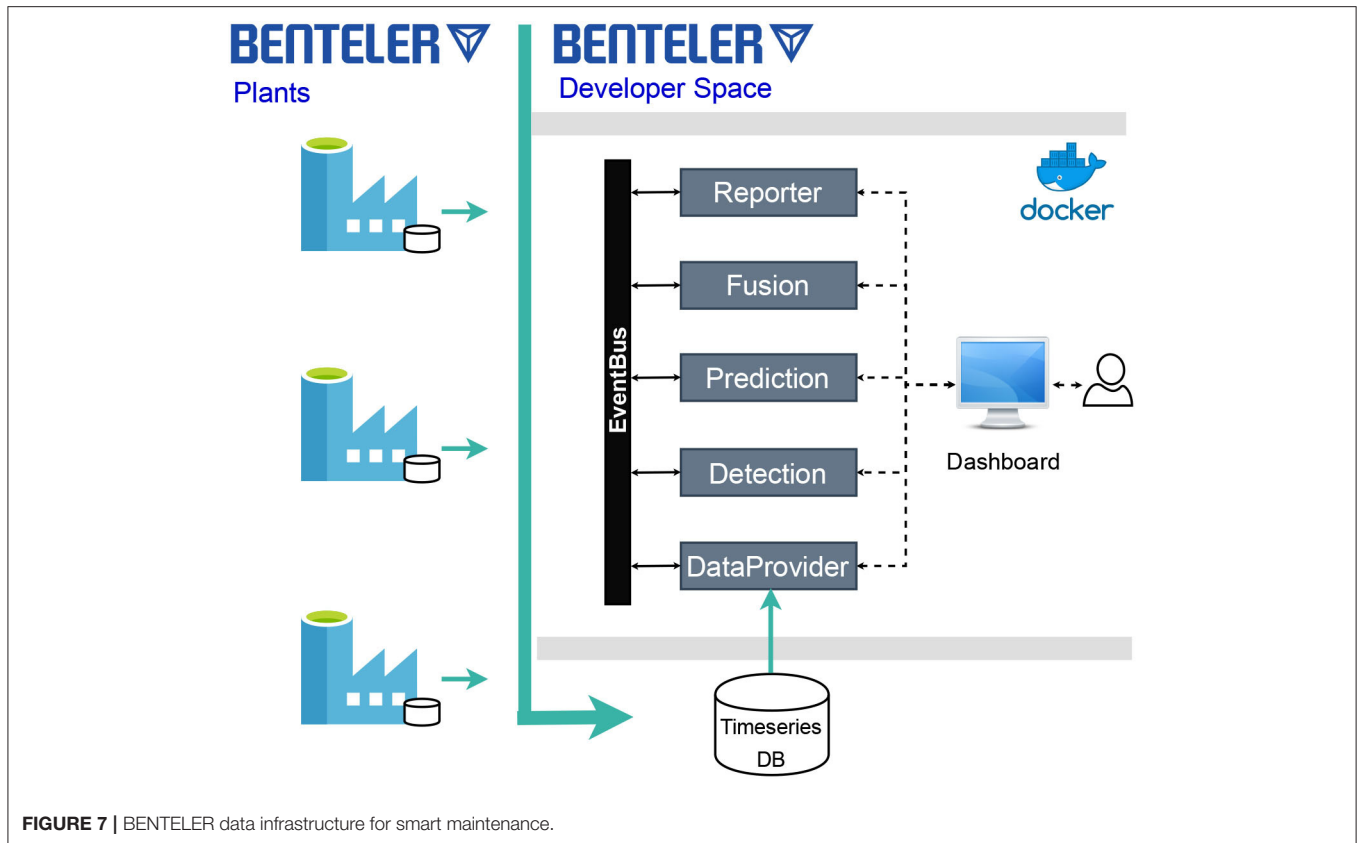 BENTELER
Plants
BENTELER
Developer Space
docker
EventBus
Reporter
Fusion
Prediction
Detection
DataProvider
Dashboard
Timeseries
DB
FIGURE 7 | BENTELER data infrastructure for smart maintenance.